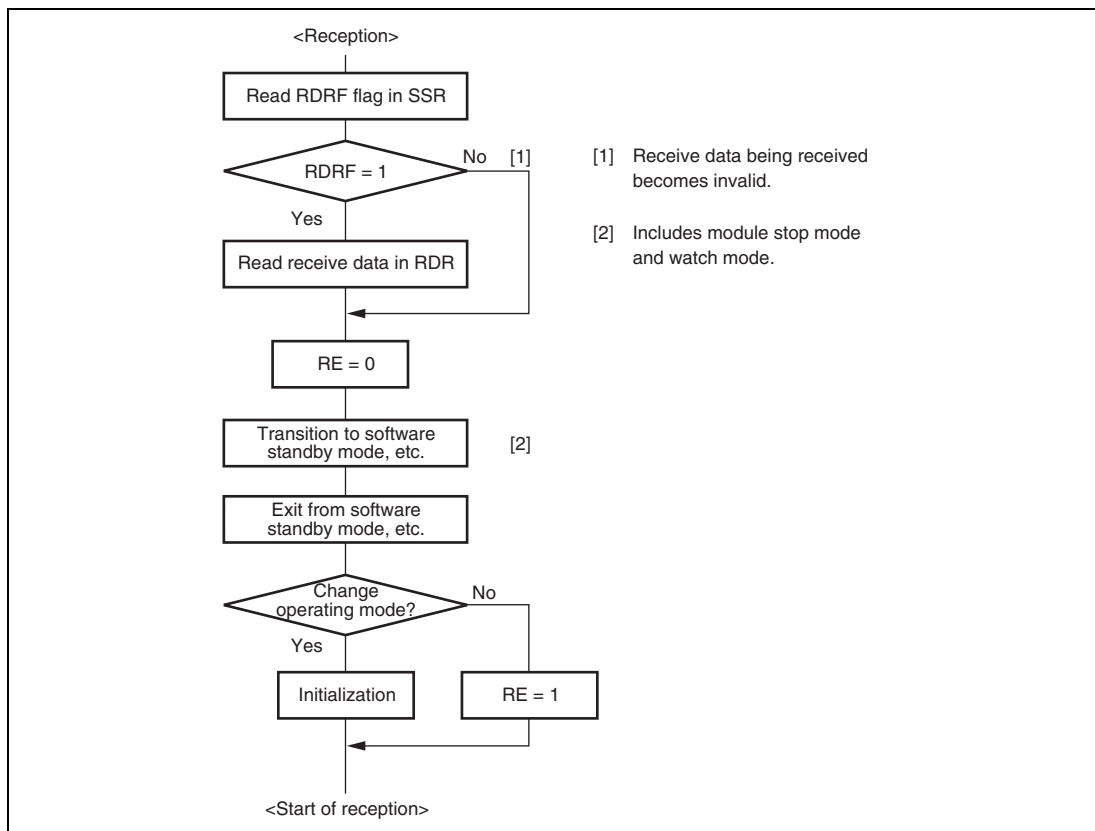 <Reception>
Read RDRF flag in SSR
RDRF = 1
No
[1]
Yes
Read receive data in RDR
RE = 0
Transition to software
standby mode, etc.
[2]
Exit from software
standby mode, etc.
Change
operating mode?
No
Yes
Initialization
RE = 1
<Start of reception>
[1] Receive data being received
becomes invalid.
[2] Includes module stop mode
and watch mode.